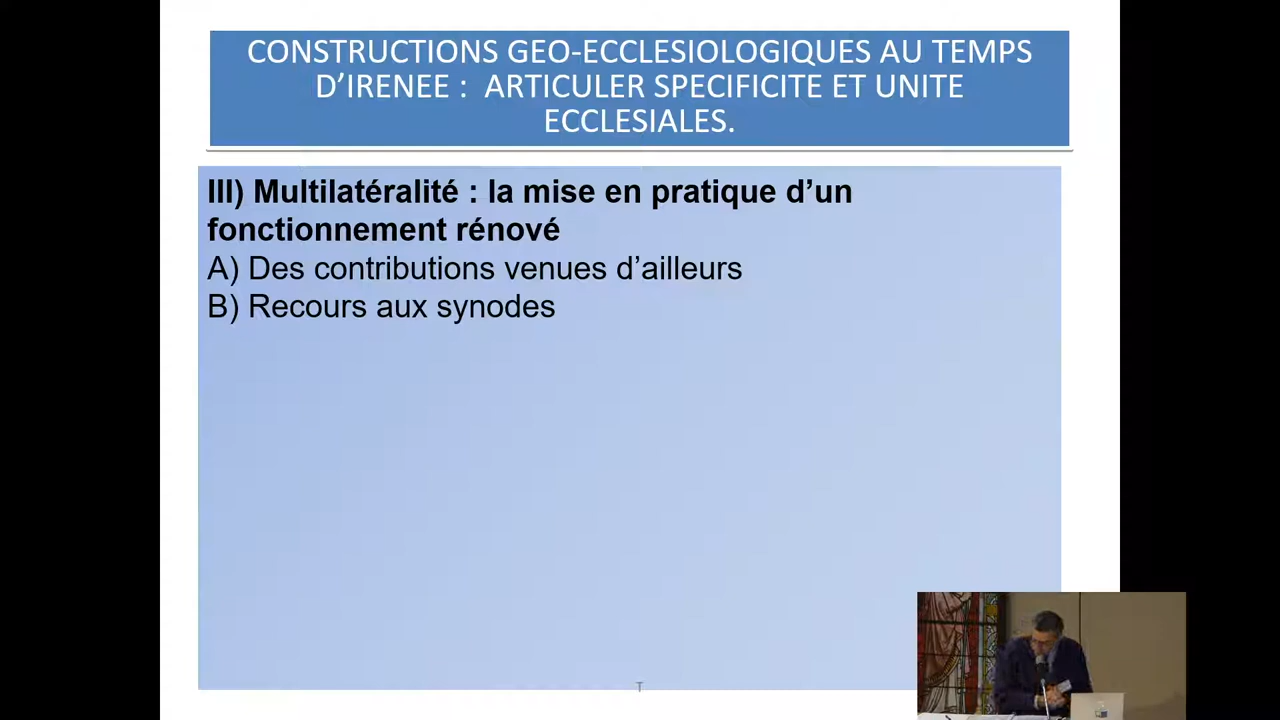 CONSTRUCTIONS GEO-ECCLESIOLOGIQUES AU TEMPS
D’IRENEE :  ARTICULER SPECIFICITE ET UNITE
ECCLESIALES.
III) Multilatéralité : la mise en pratique d’un
fonctionnement rénové
A) Des contributions venues d’ailleurs
B) Recours aux synodes